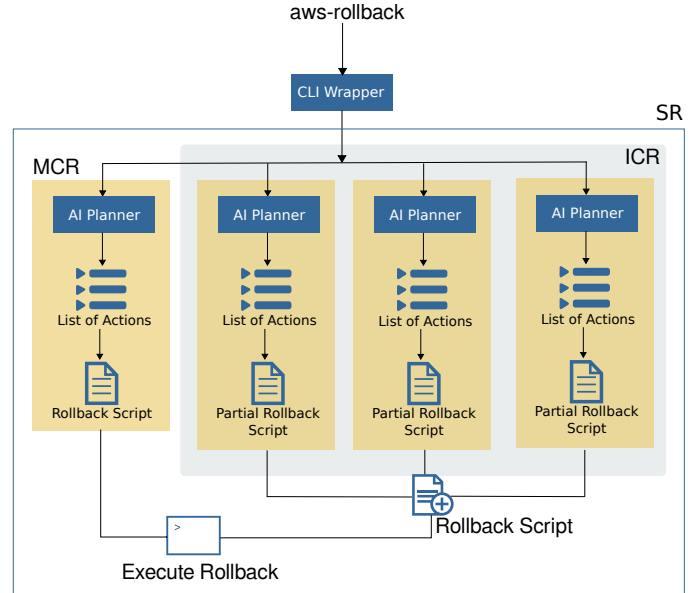 aws-rollback
CLI Wrapper
SR
MCR
ICR
AI Planner
AI Planner
AI Planner
AI Planner
List of Actions
List of Actions
List of Actions
List of Actions
Rollback Script
Partial Rollback
Script
Partial Rollback
Script
Partial Rollback
Script
>
Rollback Script
Execute Rollback